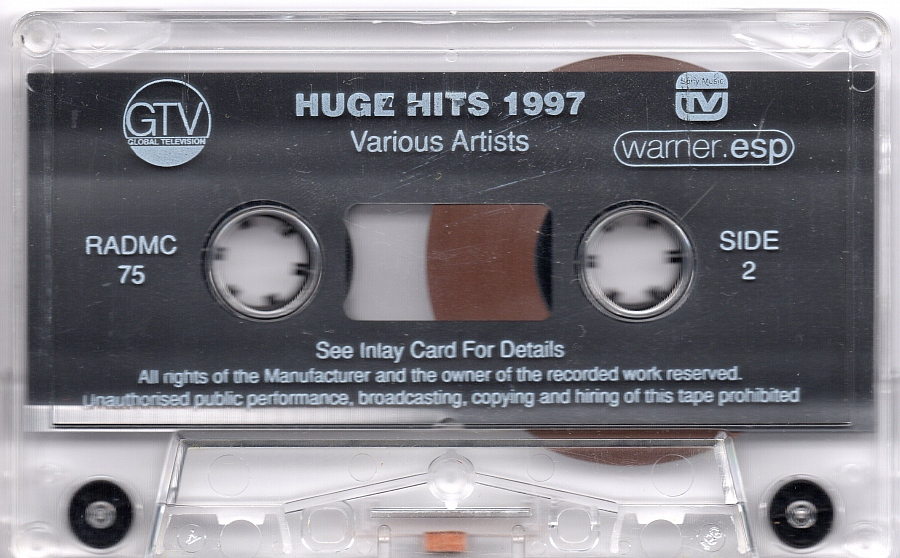 GTV
GLOBAL TELEVISION
HUGE HITS 1997
Various Artists
Sony Music
TV
warner.esp
RADMC
75
SIDE
2
See Inlay Card For Details
All rights of the Manufacturer and the owner of the recorded work reserved.
Unauthorised public performance, broadcasting, copying and hiring of this tape prohibited